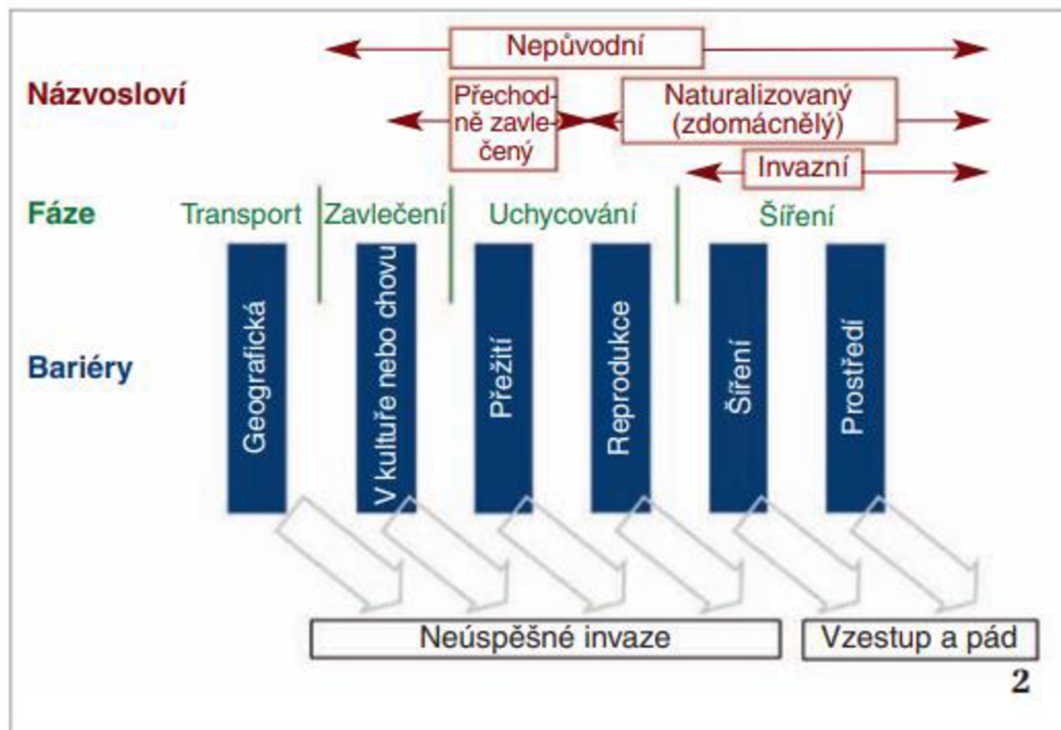 Nepůvodní
Názvosloví
Přechod-
ně zavle-
čený
Naturalizovaný
(zdomácnělý)
Invazní
Fáze
Transport
Zavlečení
Uchycování
Šíření
Bariéry
Geografická
V kultuře nebo chovu
Přežití
Reprodukce
Šíření
Prostředí
Neúspěšné invaze
Vzestup a pád
2